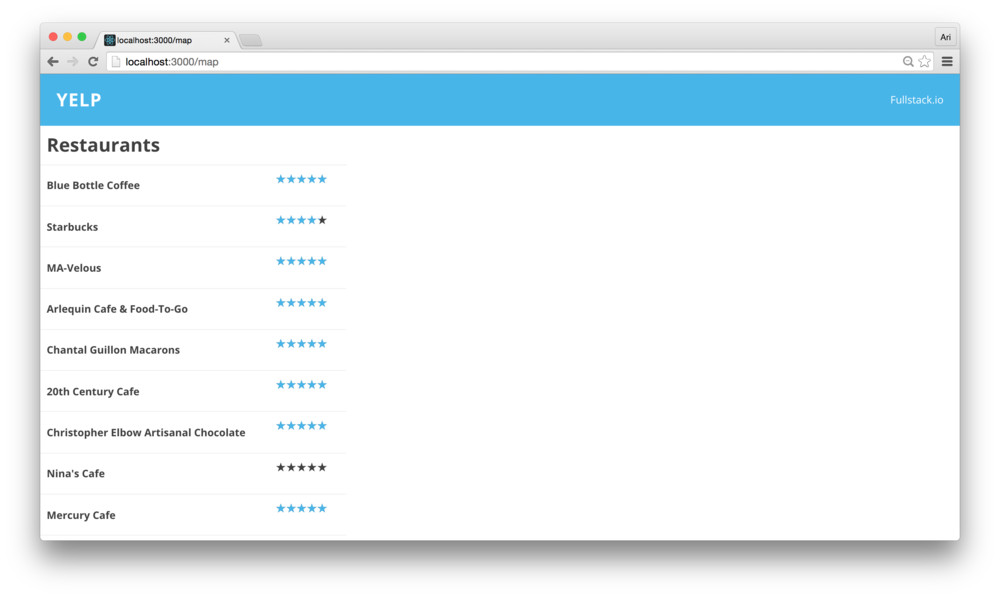 localhost:3000/map
Ari
localhost:3000/map
YELP
Fullstack.io
Restaurants
Blue Bottle Coffee ★★★★★
Starbucks ★★★★★
MA-Velous ★★★★★
Arlequin Cafe & Food-To-Go ★★★★★
Chantal Guillon Macarons ★★★★★
20th Century Cafe ★★★★★
Christopher Elbow Artisanal Chocolate ★★★★★
Nina's Cafe ★★★★★
Mercury Cafe ★★★★★